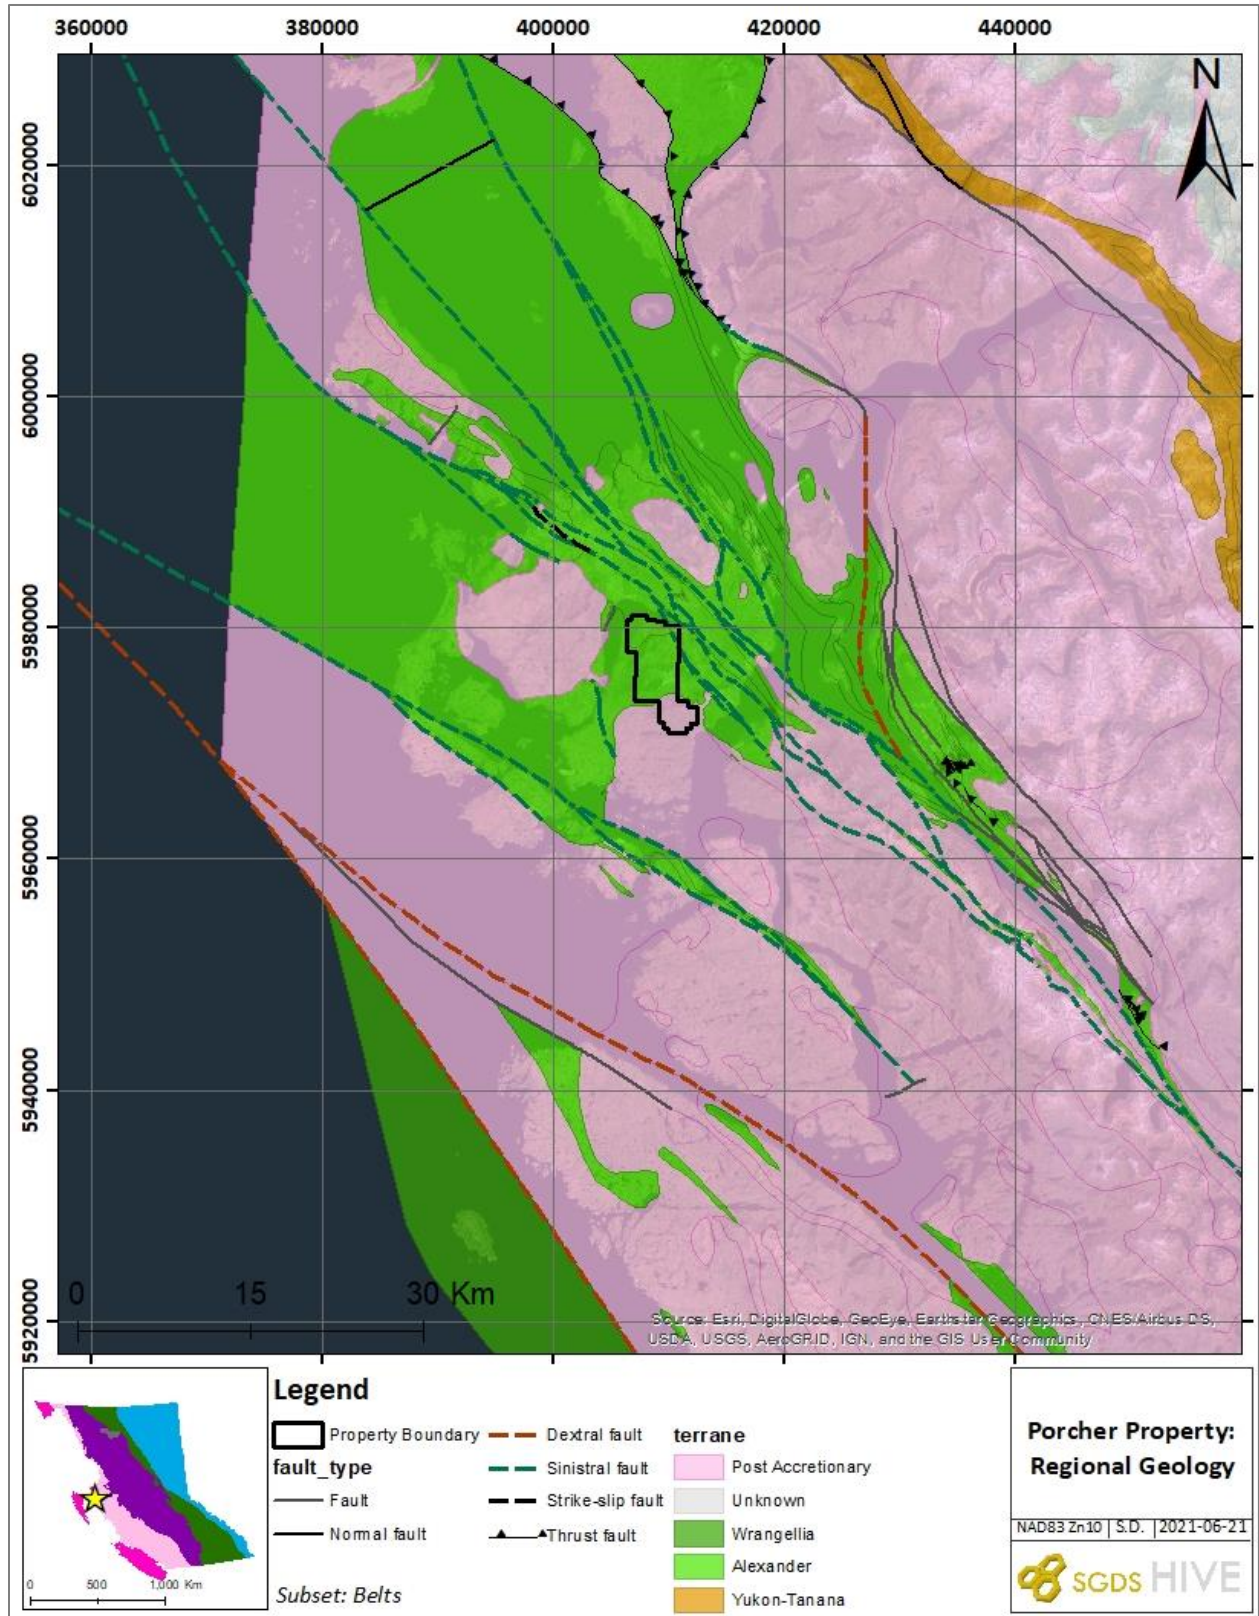 360000 380000 400000 420000 440000
N
6020000
6000000
5980000
5960000
5940000
5920000
0 15 30 Km
Source: Esri, DigitalGlobe, GeoEye, Earthstar Geographics, CNES/Airbus DS,
USDA, USGS, AeroGRID, IGN, and the GIS User Community
0 500 1,000 Km
Legend
Property Boundary
fault_type
Fault
Normal fault
Subset: Belts
Dextral fault
Sinistral fault
Strike-slip fault
Thrust fault
terrane
Post Accretionary
Unknown
Wrangellia
Alexander
Yukon-Tanana
Porcher Property:
Regional Geology
NAD83 Zn10 S.D. 2021-06-21
SGDS HIVE